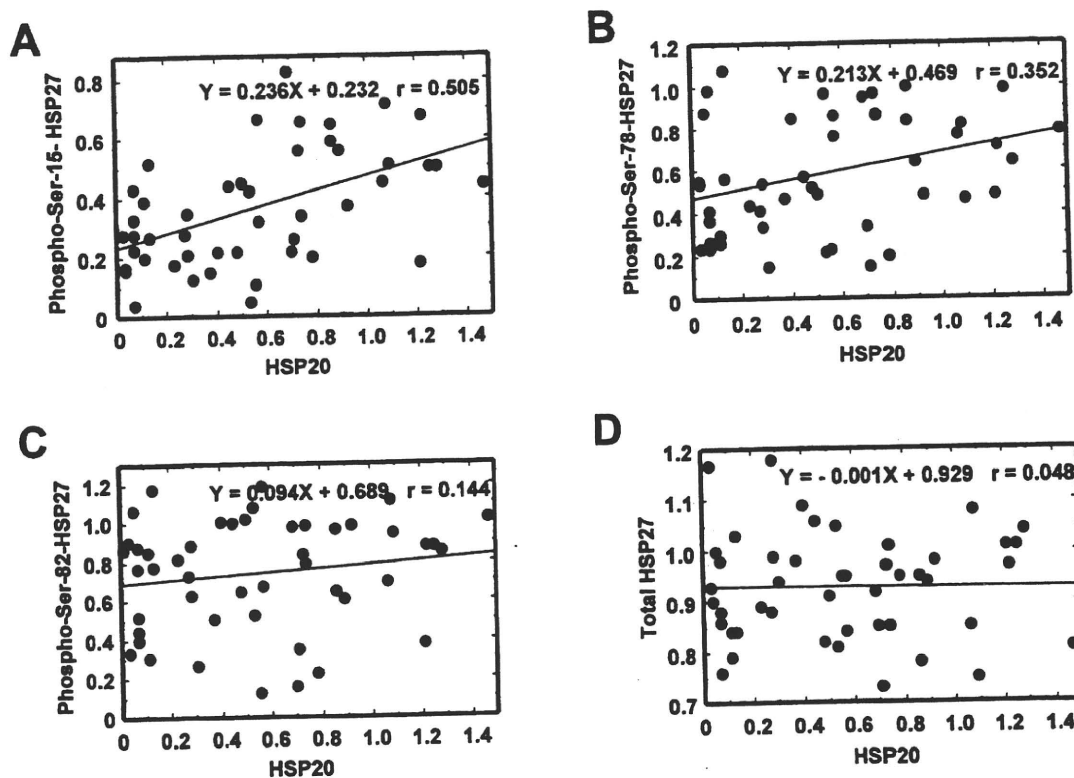 A
Phospho-Ser-15- HSP27
0.8
0.6
0.4
0.2
0
Y = 0.236X + 0.232 r = 0.505
0 0.2 0.4 0.6 0.8 1.0 1.2 1.4
HSP20
B
Phospho-Ser-78-HSP27
1.2
1.0
0.8
0.6
0.4
0.2
0
Y = 0.213X + 0.469 r = 0.352
0 0.2 0.4 0.6 0.8 1.0 1.2 1.4
HSP20
C
Phospho-Ser-82-HSP27
1.2
1.0
0.8
0.6
0.4
0.2
0
Y = 0.094X + 0.689 r = 0.144
0 0.2 0.4 0.6 0.8 1.0 1.2 1.4
HSP20
D
Total HSP27
1.2
1.1
1.0
0.9
0.8
0.7
Y = - 0.001X + 0.929 r = 0.048
0 0.2 0.4 0.6 0.8 1.0 1.2 1.4
HSP20